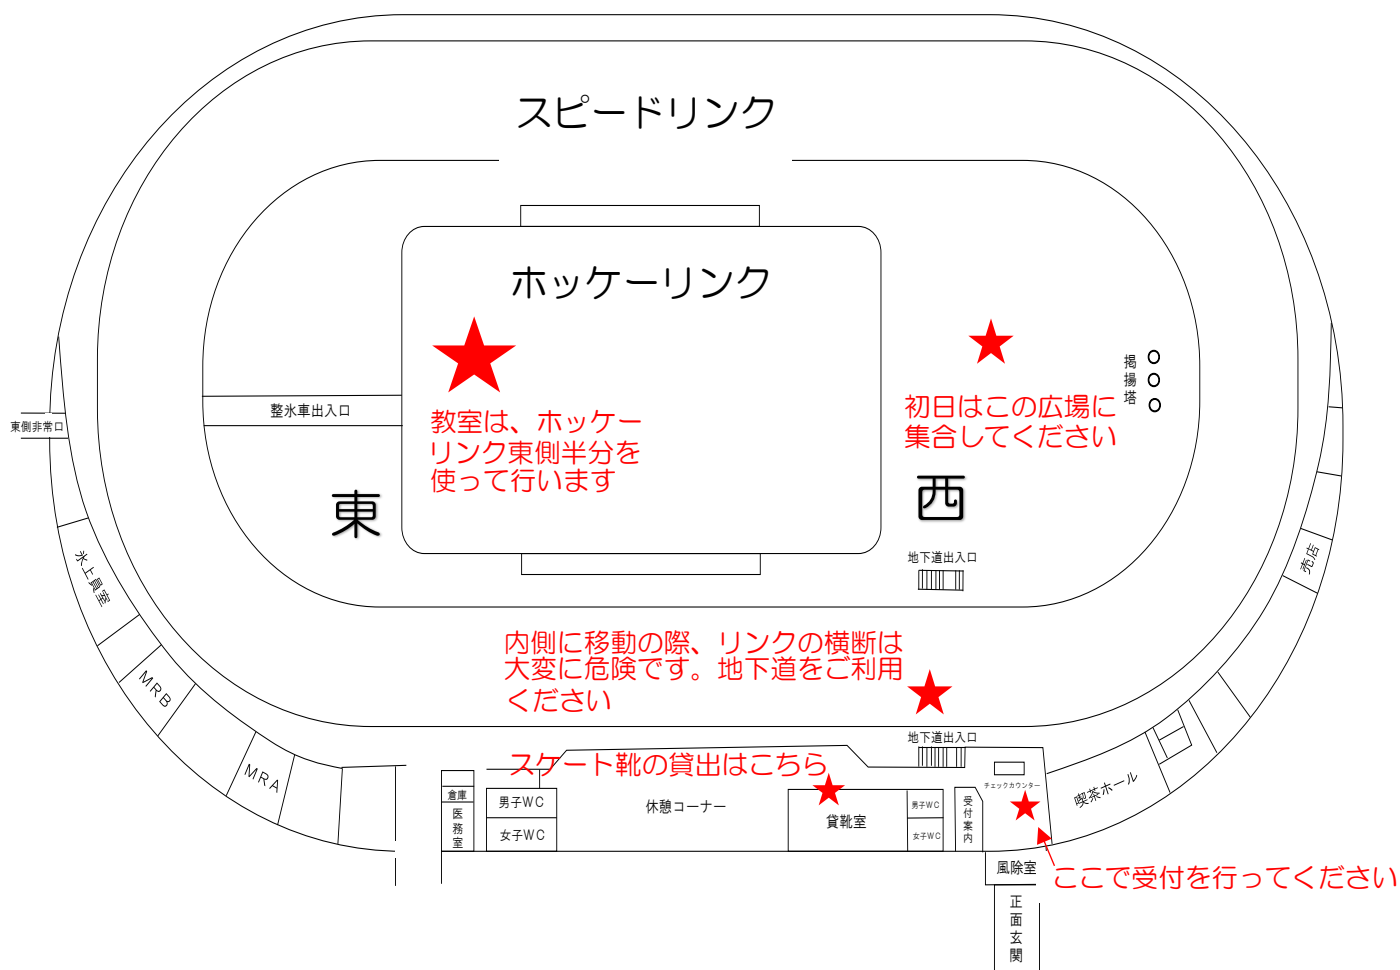 スピードリンク
ホッケーリンク
教室は、ホッケー
リンク東側半分を
使って行います
初日はこの広場に
集合してください
掲揚塔
整氷車出入口
東側非常口
東
西
地下道出入口
氷上員室
MRB
MRA
売店
内側に移動の際、リンクの横断は
大変に危険です。地下道をご利用
ください
地下道出入口
スケート靴の貸出はこちら
チェックカウンター
喫茶ホール
倉庫
医務室
男子WC
女子WC
休憩コーナー
貸靴室
男子WC
女子WC
受付案内
風除室
ここで受付を行ってください
正面玄関